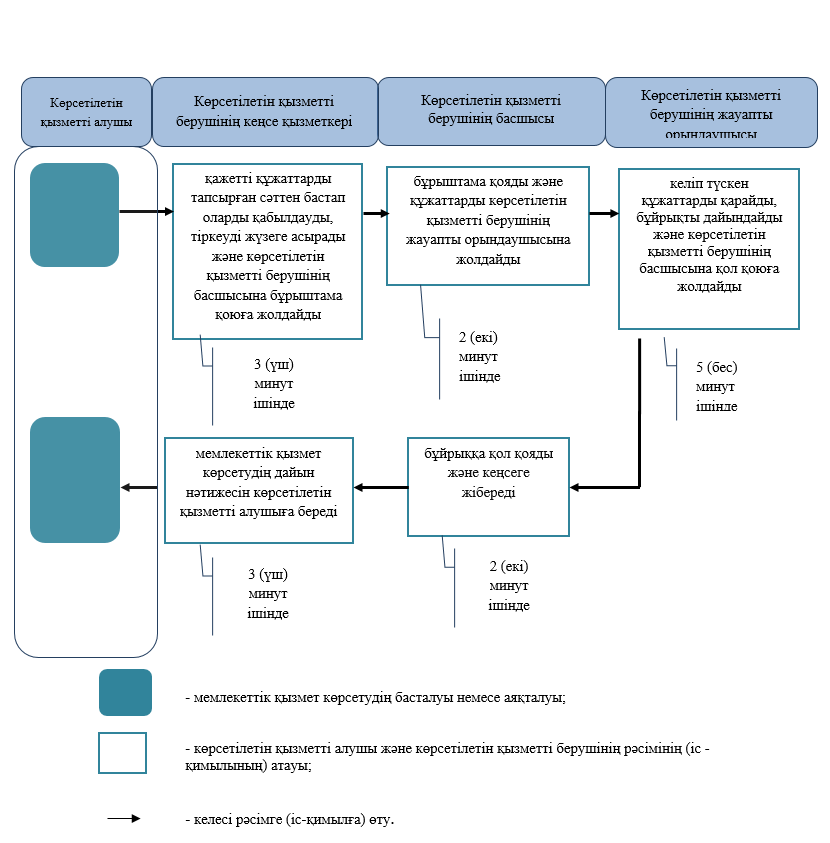 Көрсетілетін
қызметті алушы
Көрсетілетін қызметті
берушінің кеңсе қызметкері
Көрсетілетін қызметті
берушінің басшысы
Көрсетілетін қызметті
берушінің жауапты
орындаушысы
қажетті құжаттарды
тапсырған сәттен бастап
оларды қабылдауды,
тіркеуді жүзеге асырады
және көрсетілетін
қызметті берушінің
басшысына бұрыштама
қоюға жолдайды
бұрыштама қояды және
құжаттарды көрсетілетін
қызметті берушінің
жауапты орындаушысына
жолдайды
келіп түскен
құжаттарды қарайды,
бұйрықты дайындайды
және көрсетілетін
қызметті берушінің
басшысына қол қоюға
жолдайды
3 (үш)
минут
ішінде
2 (екі)
минут
ішінде
5 (бес)
минут
ішінде
мемлекеттік қызмет
көрсетудің дайын
нәтижесін көрсетілетін
қызметті алушыға береді
бұйрыққа қол қояды
және кеңсеге
жібереді
3 (үш)
минут
ішінде
2 (екі)
минут
ішінде
- мемлекеттік қызмет көрсетудің басталуы немесе аяқталуы;
- көрсетілетін қызметті алушы және көрсетілетін қызметті берушінің рәсімінің (іс -
қимылының) атауы;
- келесі рәсімге (іс-қимылға) өту.